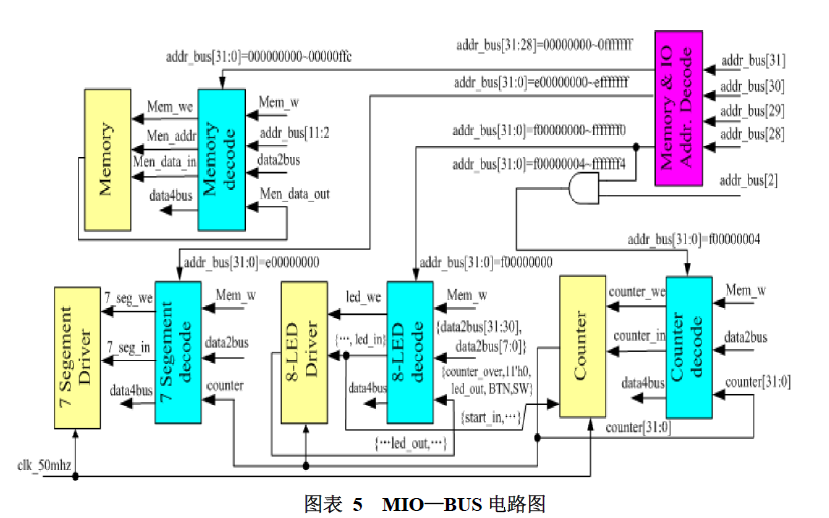 addr_bus[31:28]=00000000~0fffffff
addr_bus[31:0]=000000000~00000ffc
addr_bus[31:0]=e00000000~efffffff
addr_bus[31:0]=f00000000~fffffff0
addr_bus[31:0]=f00000004~fffffff4
Memory & IO
Addr. Decode
addr_bus[31]
addr_bus[30]
addr_bus[29]
addr_bus[28]
addr_bus[2]
Memory
Mem_we
Men_addr
Men_data_in
data4bus
Memory
decode
Mem_w
addr_bus[11:2
data2bus
Men_data_out
addr_bus[31:0]=e00000000
addr_bus[31:0]=f00000000
addr_bus[31:0]=f00000004
7 Segement
Driver
7_seg_we
7_seg_in
data4bus
7 Segement
decode
Mem_w
data2bus
counter
8-LED
Driver
led_we
{···, led_in}
data4bus
{···led_out,···}
8-LED
decode
Mem_w
{data2bus[31:30],
data2bus[7:0]}
{counter_over,11'h0,
led_out, BTN,SW}
{start_in,···}
Counter
counter_we
counter_in
data4bus
counter[31:0]
Counter
decode
Mem_w
data2bus
counter[31:0]
clk_50mhz
图表 5 MIO—BUS 电路图